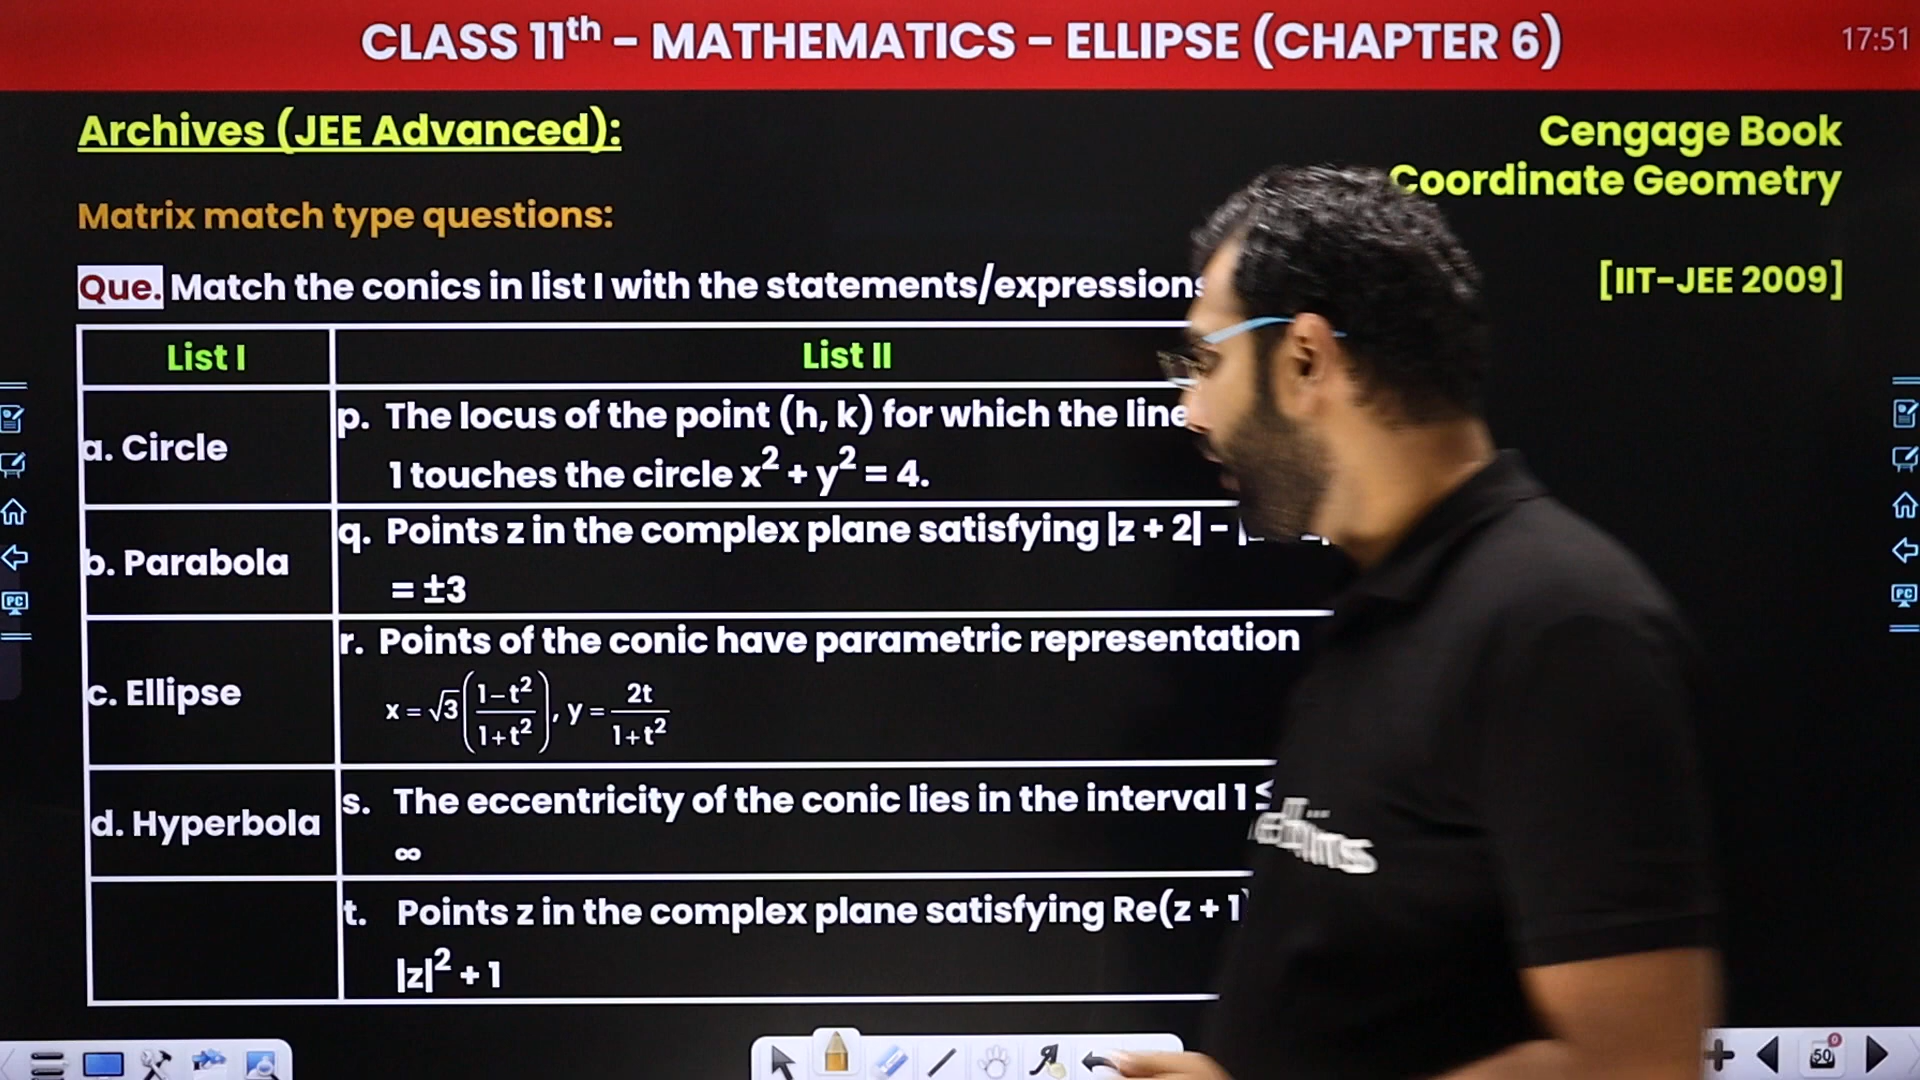 CLASS 11th - MATHEMATICS - ELLIPSE (CHAPTER 6)
17:51
Archives (JEE Advanced):
Cengage Book
Coordinate Geometry
Matrix match type questions:
Que. Match the conics in list I with the statements/expressions
[IIT-JEE 2009]
List I
List II
a. Circle
p. The locus of the point (h, k) for which the line
1 touches the circle x² + y² = 4.
b. Parabola
q. Points z in the complex plane satisfying |z + 2| -
= ±3
c. Ellipse
r. Points of the conic have parametric representation
x = √3((1-t²)/(1+t²)), y = 2t/(1+t²)
d. Hyperbola
s. The eccentricity of the conic lies in the interval 1 ≤
∞
t. Points z in the complex plane satisfying Re(z + 1)
|z|² + 1
PC
PC
50